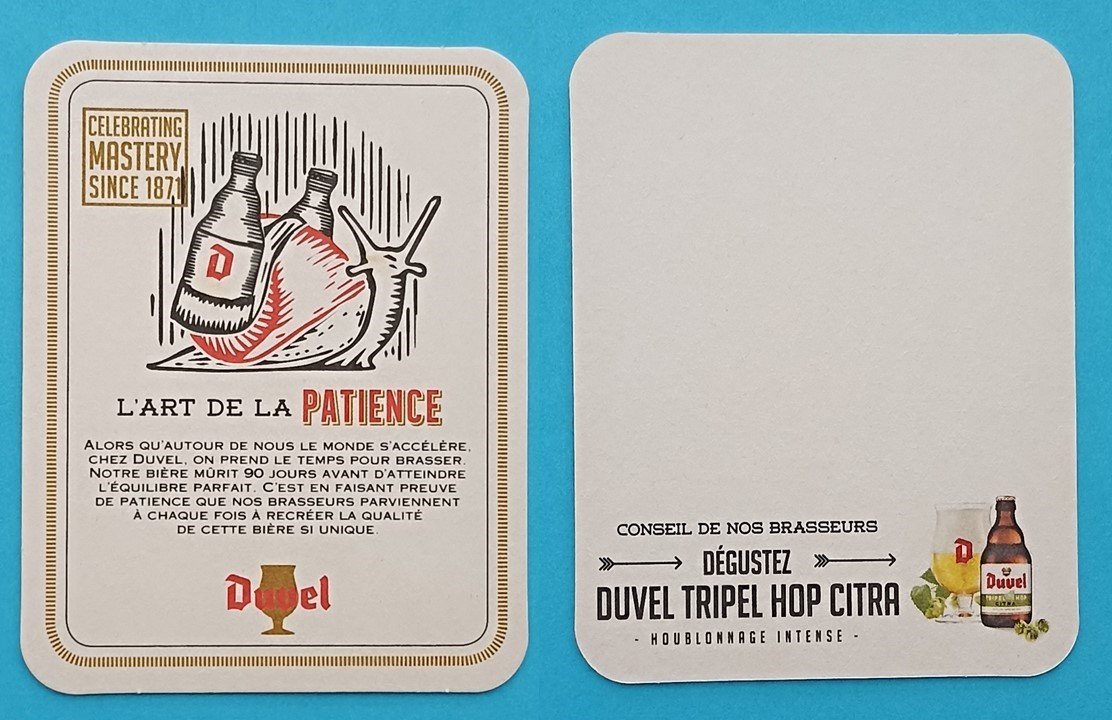 CELEBRATING
MASTERY
SINCE 1871
D
L'ART DE LA PATIENCE
ALORS QU'AUTOUR DE NOUS LE MONDE S'ACCÉLÈRE,
CHEZ DUVEL, ON PREND LE TEMPS POUR BRASSER.
NOTRE BIÈRE MÛRIT 90 JOURS AVANT D'ATTEINDRE
L'ÉQUILIBRE PARFAIT. C'EST EN FAISANT PREUVE
DE PATIENCE QUE NOS BRASSEURS PARVIENNENT
À CHAQUE FOIS À RECRÉER LA QUALITÉ
DE CETTE BIÈRE SI UNIQUE.
Duvel
CONSEIL DE NOS BRASSEURS
DÉGUSTEZ
DUVEL TRIPEL HOP CITRA
- HOUBLONNAGE INTENSE -
D
Duvel
TRIPEL HOP
CITRA